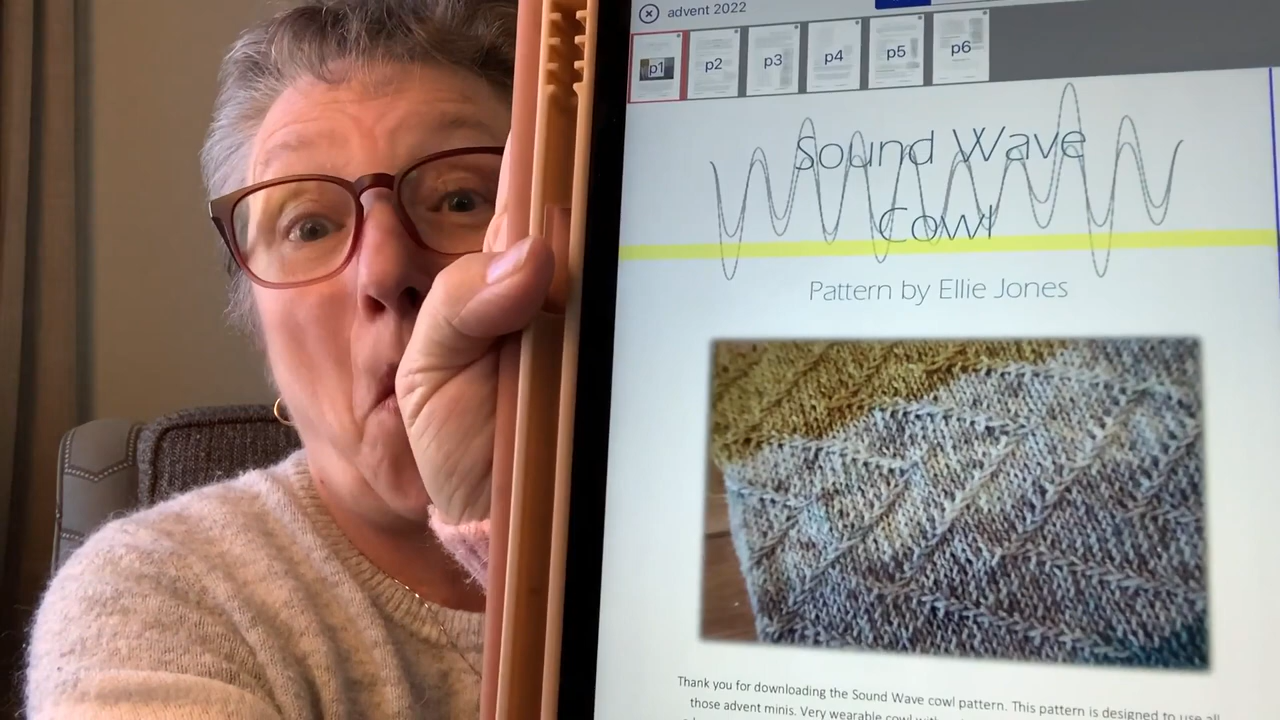 advent 2022
p1 p2 p3 p4 p5 p6
Sound Wave
Cowl
Pattern by Ellie Jones
Thank you for downloading the Sound Wave cowl pattern. This pattern is designed to use all
those advent minis. Very wearable cowl